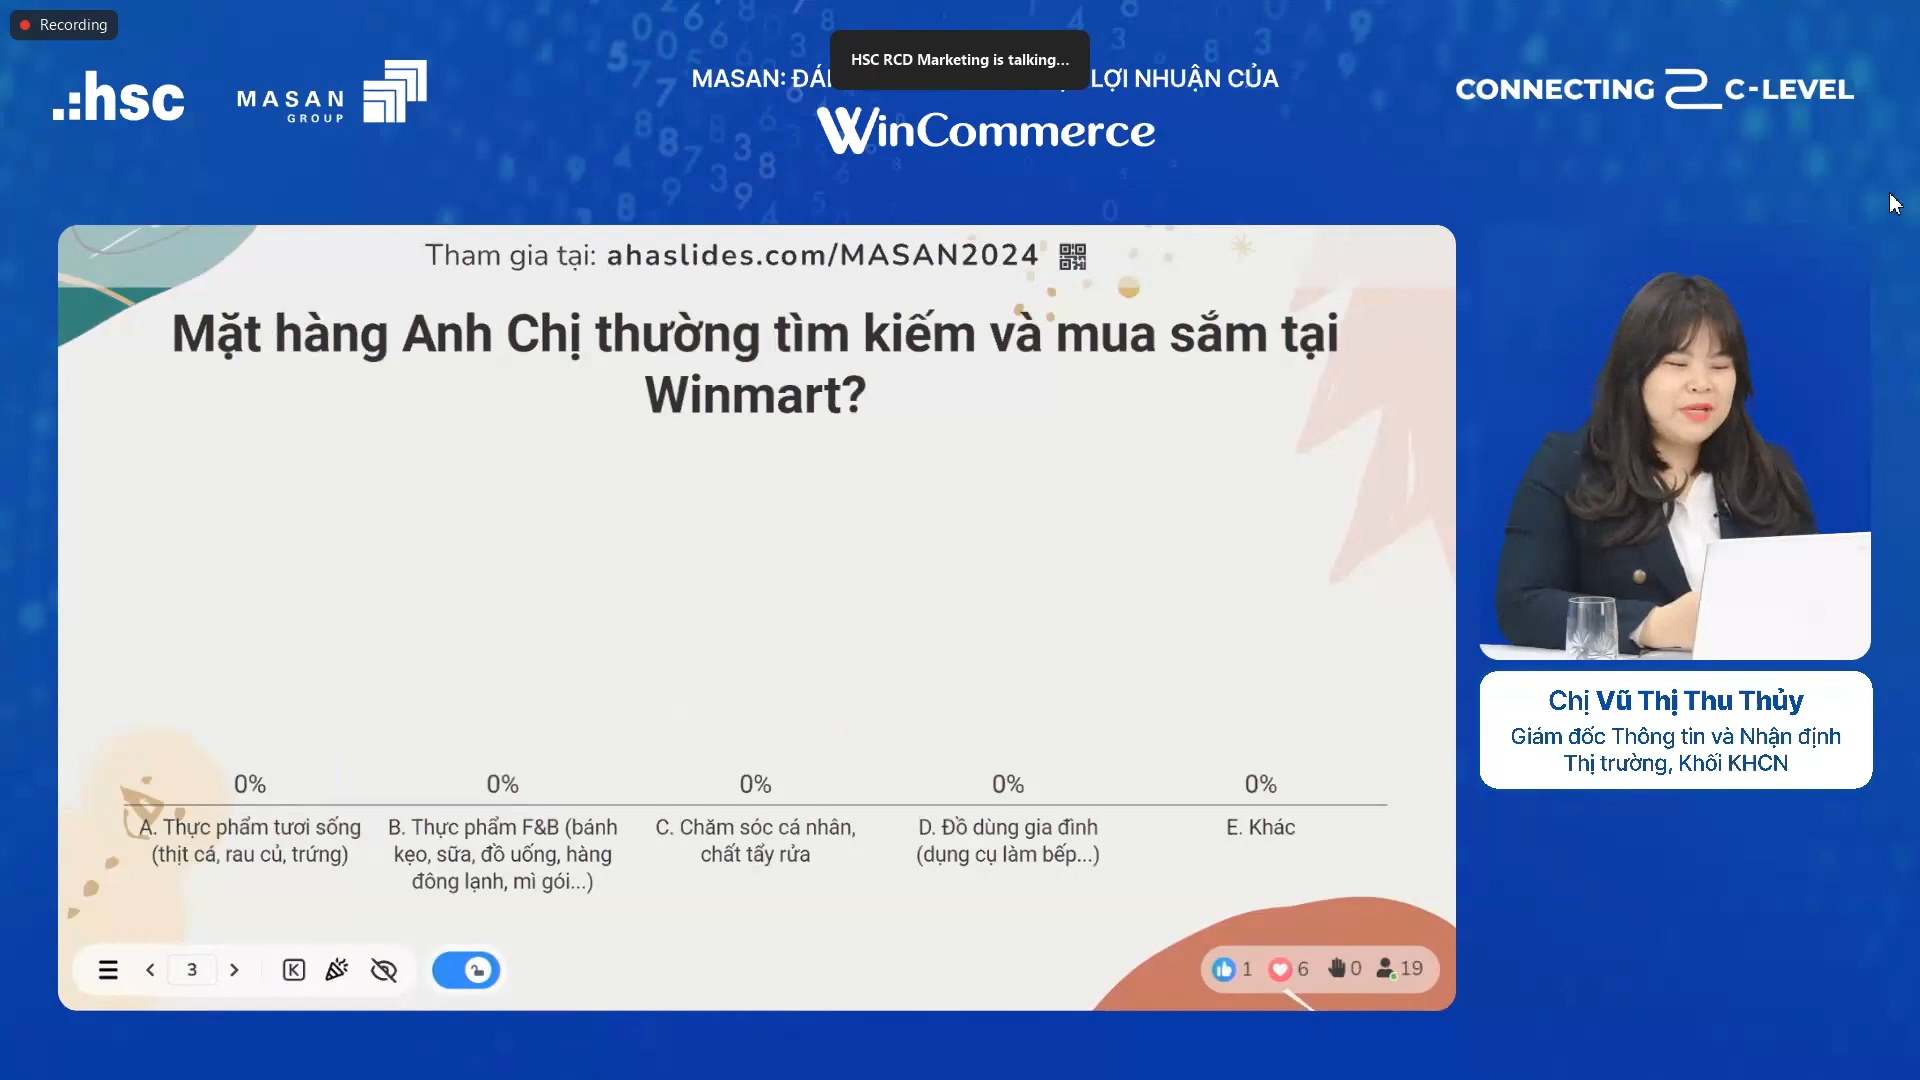 Recording
HSC RCD Marketing is talking...
.:hsc
MASAN
GROUP
MASAN: ĐÁ
LỢI NHUẬN CỦA
WinCommerce
CONNECTING 2 C-LEVEL
Tham gia tại: ahaslides.com/MASAN2024
Mặt hàng Anh Chị thường tìm kiếm và mua sắm tại
Winmart?
0%
0%
0%
0%
0%
A. Thực phẩm tươi sống
(thịt cá, rau củ, trứng)
B. Thực phẩm F&B (bánh
kẹo, sữa, đồ uống, hàng
đông lạnh, mì gói...)
C. Chăm sóc cá nhân,
chất tẩy rửa
D. Đồ dùng gia đình
(dụng cụ làm bếp...)
E. Khác
3
K
1
6
0
19
Chị Vũ Thị Thu Thủy
Giám đốc Thông tin và Nhận định
Thị trường, Khối KHCN